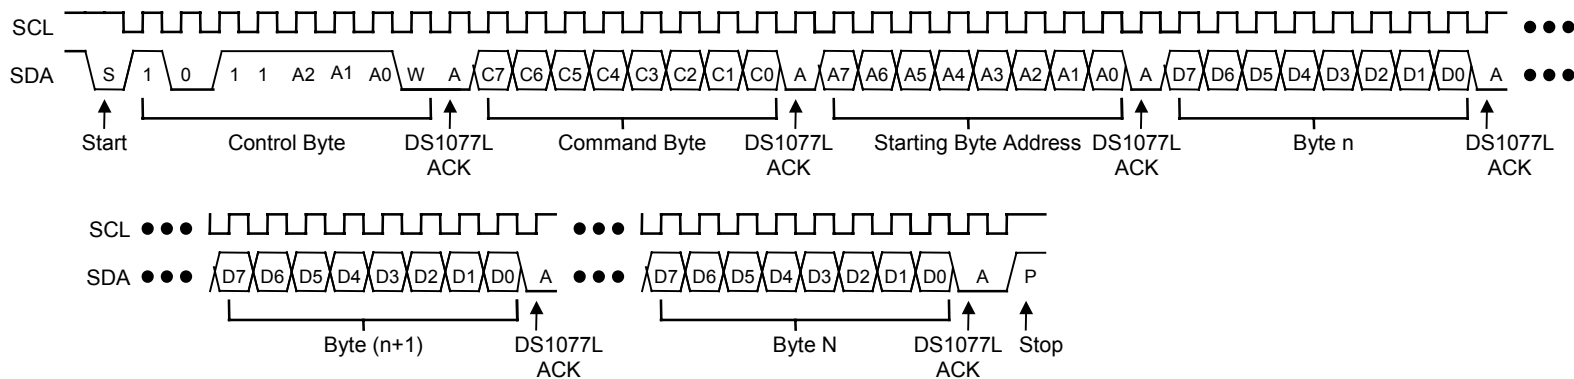 SCL
SDA S 1 0 1 1 A2 A1 A0 W A C7 C6 C5 C4 C3 C2 C1 C0 A A7 A6 A5 A4 A3 A2 A1 A0 A D7 D6 D5 D4 D3 D2 D1 D0 A
Start Control Byte DS1077L ACK Command Byte DS1077L ACK Starting Byte Address DS1077L ACK Byte n DS1077L ACK
SCL
SDA D7 D6 D5 D4 D3 D2 D1 D0 A D7 D6 D5 D4 D3 D2 D1 D0 A P
Byte (n+1) DS1077L ACK Byte N DS1077L ACK Stop